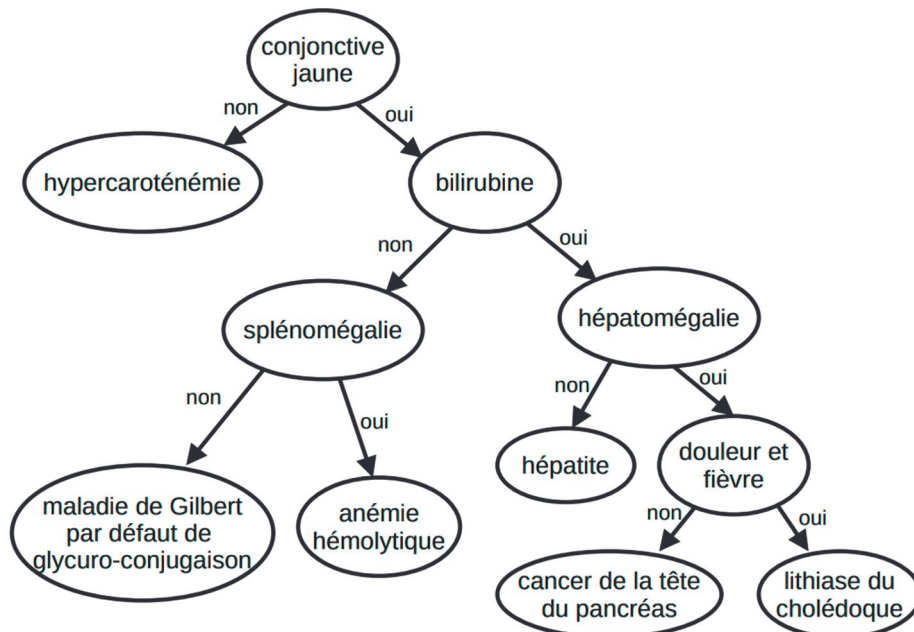 conjonctive
jaune
non
oui
hypercaroténémie
bilirubine
non
oui
splénomégalie
hépatomégalie
non
oui
non
oui
maladie de Gilbert
par défaut de
glycuro-conjugaison
anémie
hémolytique
hépatite
douleur et
fièvre
non
oui
cancer de la tête
du pancréas
lithiase du
cholédoque